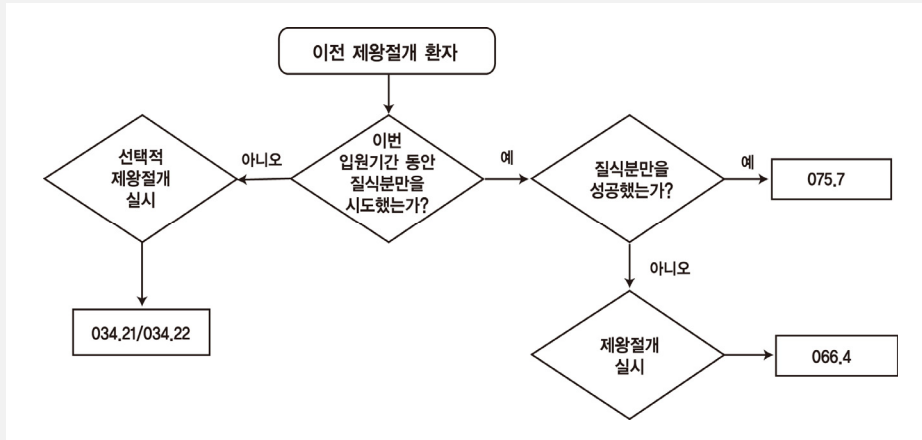 이전 제왕절개 환자
이번
입원기간 동안
질식분만을
시도했는가?
아니오
예
선택적
제왕절개
실시
034.21/034.22
질식분만을
성공했는가?
예
075.7
아니오
제왕절개
실시
066.4